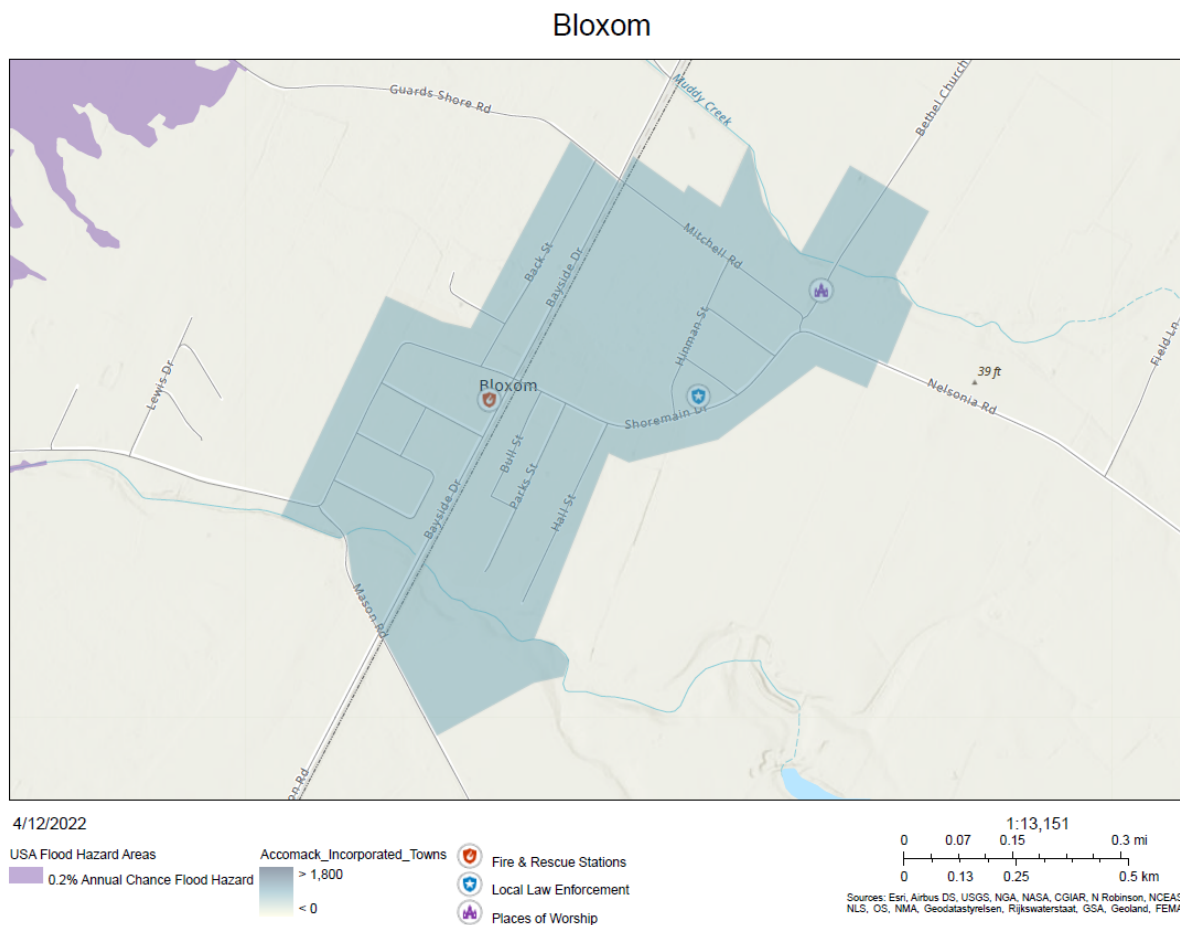 Bloxom
Guards Shore Rd
Muddy Creek
Bethel Church
Back St
Bayside Dr
Mitchell Rd
Hinman St
Lewis Dr
Bloxom
39 ft
Field Ln
Nelsonia Rd
Shoremain Dr
Bull St
Parks St
Hall St
Bayside Dr
Mason Rd
on Rd
4/12/2022
USA Flood Hazard Areas
0.2% Annual Chance Flood Hazard
Accomack_Incorporated_Towns
> 1,800
< 0
Fire & Rescue Stations
Local Law Enforcement
Places of Worship
1:13,151
0 0.07 0.15 0.3 mi
0 0.13 0.25 0.5 km
Sources: Esri, Airbus DS, USGS, NGA, NASA, CGIAR, N Robinson, NCEAS
NLS, OS, NMA, Geodatastyrelsen, Rijkswaterstaat, GSA, Geoland, FEMA